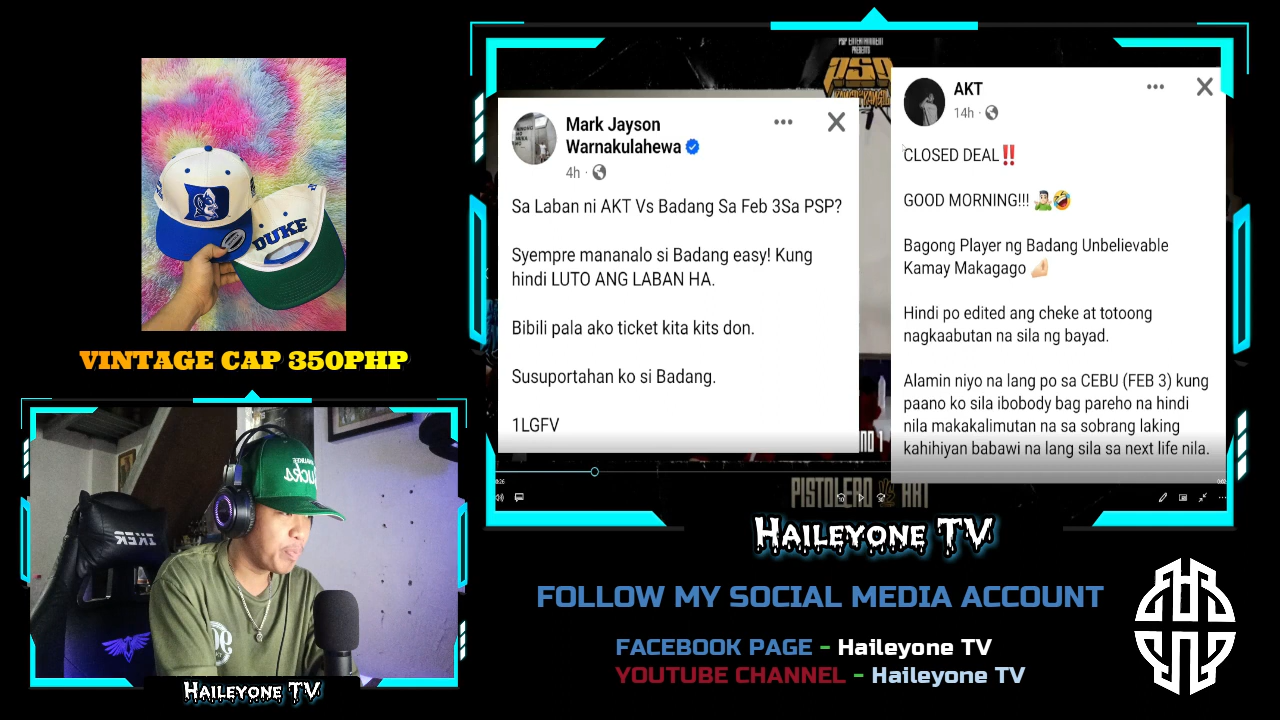 DUKE
VINTAGE CAP 350PHP
ZIKER
HAILEYONE TV
PSP ENTERTAINMENT
PRESENTS
PSP
Mark Jayson
Warnakulahewa
4h ·
Sa Laban ni AKT Vs Badang Sa Feb 3Sa PSP?
Syempre mananalo si Badang easy! Kung
hindi LUTO ANG LABAN HA.
Bibili pala ako ticket kita kits don.
Susuportahan ko si Badang.
1LGFV
AKT
14h ·
CLOSED DEAL‼️
GOOD MORNING!!! 🤷🏻‍♂️🤣
Bagong Player ng Badang Unbelievable
Kamay Makagago 🤌🏻
Hindi po edited ang cheke at totoong
nagkaabutan na sila ng bayad.
Alamin niyo na lang po sa CEBU (FEB 3) kung
paano ko sila ibobody bag pareho na hindi
nila makakalimutan na sa sobrang laking
kahihiyan babawi na lang sila sa next life nila.
PISTOLERO AKT
HAILEYONE TV
FOLLOW MY SOCIAL MEDIA ACCOUNT
FACEBOOK PAGE - Haileyone TV
YOUTUBE CHANNEL - Haileyone TV